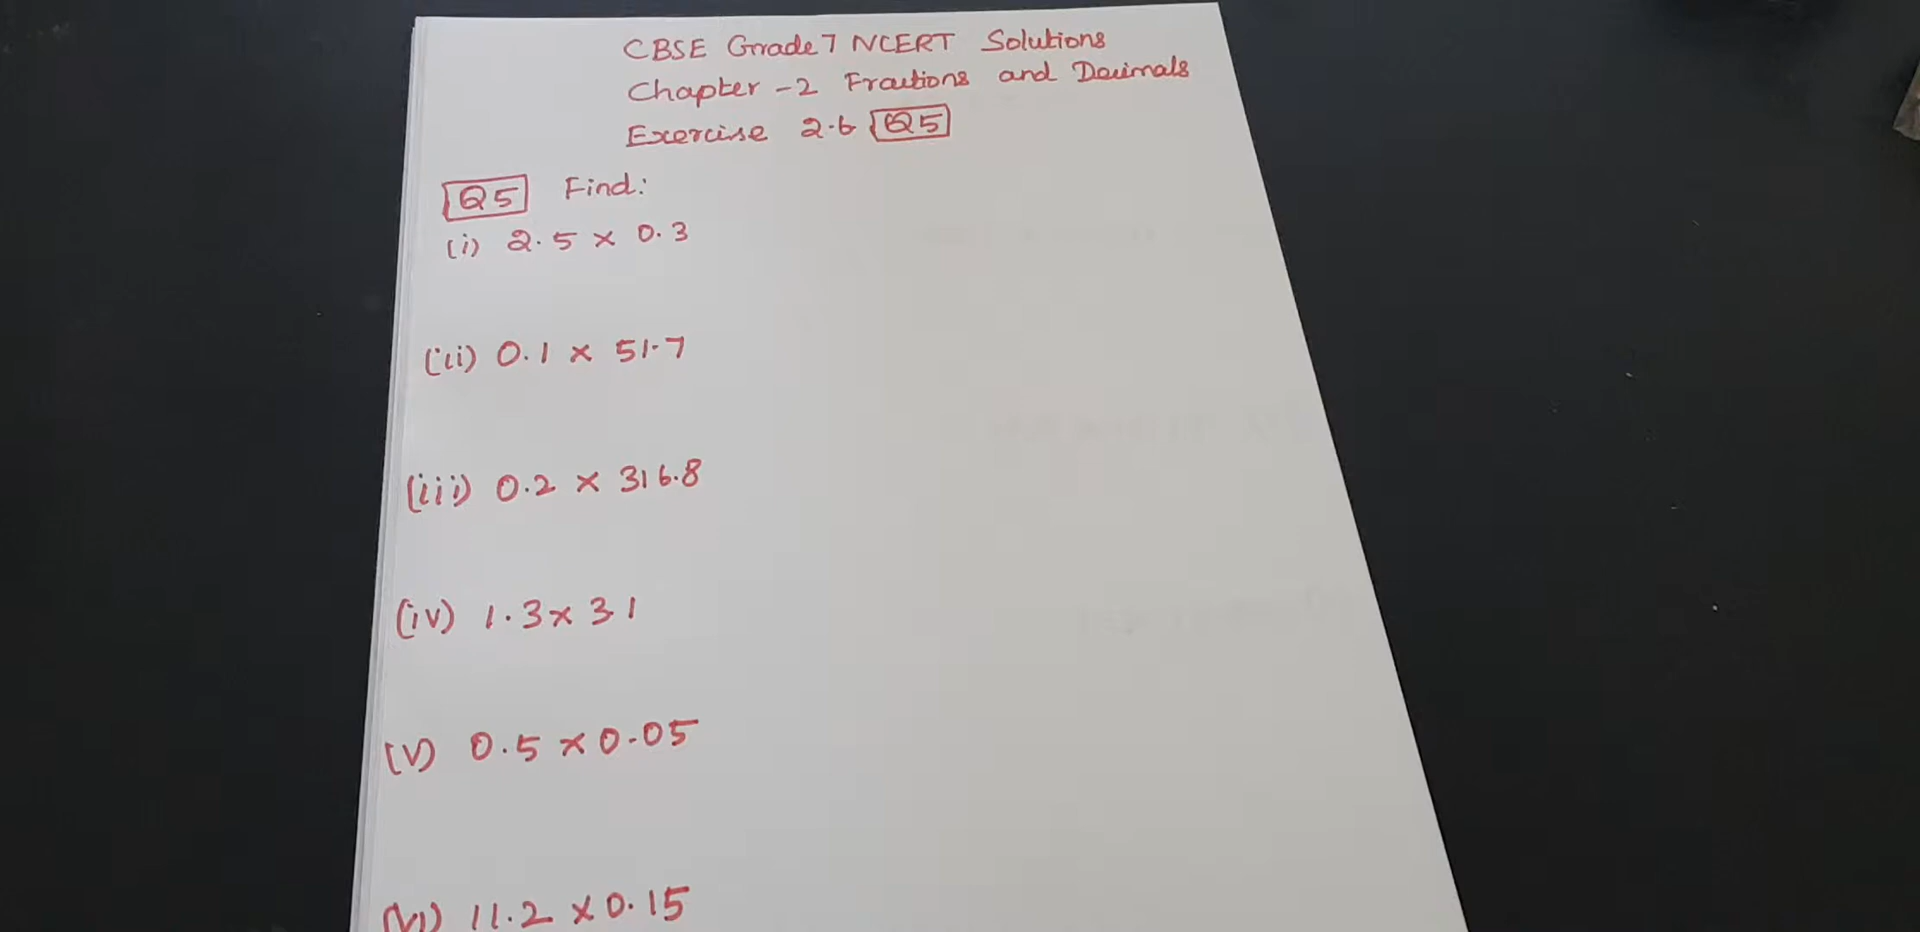 CBSE Grade 7 NCERT Solutions
Chapter - 2 Fractions and Decimals
Exercise 2.6 Q5
Q5 Find:
(i) 2.5 × 0.3
(ii) 0.1 × 51.7
(iii) 0.2 × 316.8
(iv) 1.3 × 3.1
(v) 0.5 × 0.05
(vi) 11.2 × 0.15